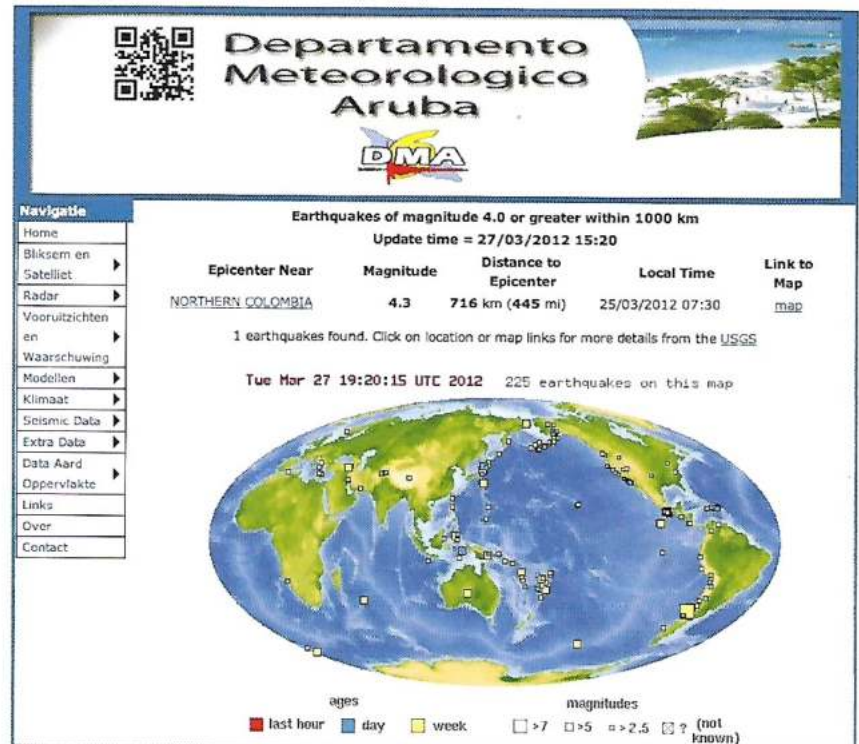 Departamento
Meteorologico
Aruba
DMA
Navigatie
Home
Bliksem en
Satelliet
Radar
Vooruitzichten
en
Waarschuwing
Modellen
Klimaat
Seismic Data
Extra Data
Data Aard
Oppervlakte
Links
Over
Contact
Earthquakes of magnitude 4.0 or greater within 1000 km
Update time = 27/03/2012 15:20
Epicenter Near Magnitude Distance to Epicenter Local Time Link to Map
NORTHERN COLOMBIA 4.3 716 km (445 mi) 25/03/2012 07:30 map
1 earthquakes found. Click on location or map links for more details from the USGS
Tue Mar 27 19:20:15 UTC 2012 225 earthquakes on this map
ages magnitudes
last hour day week >7 >5 >2.5 ? (not
known)